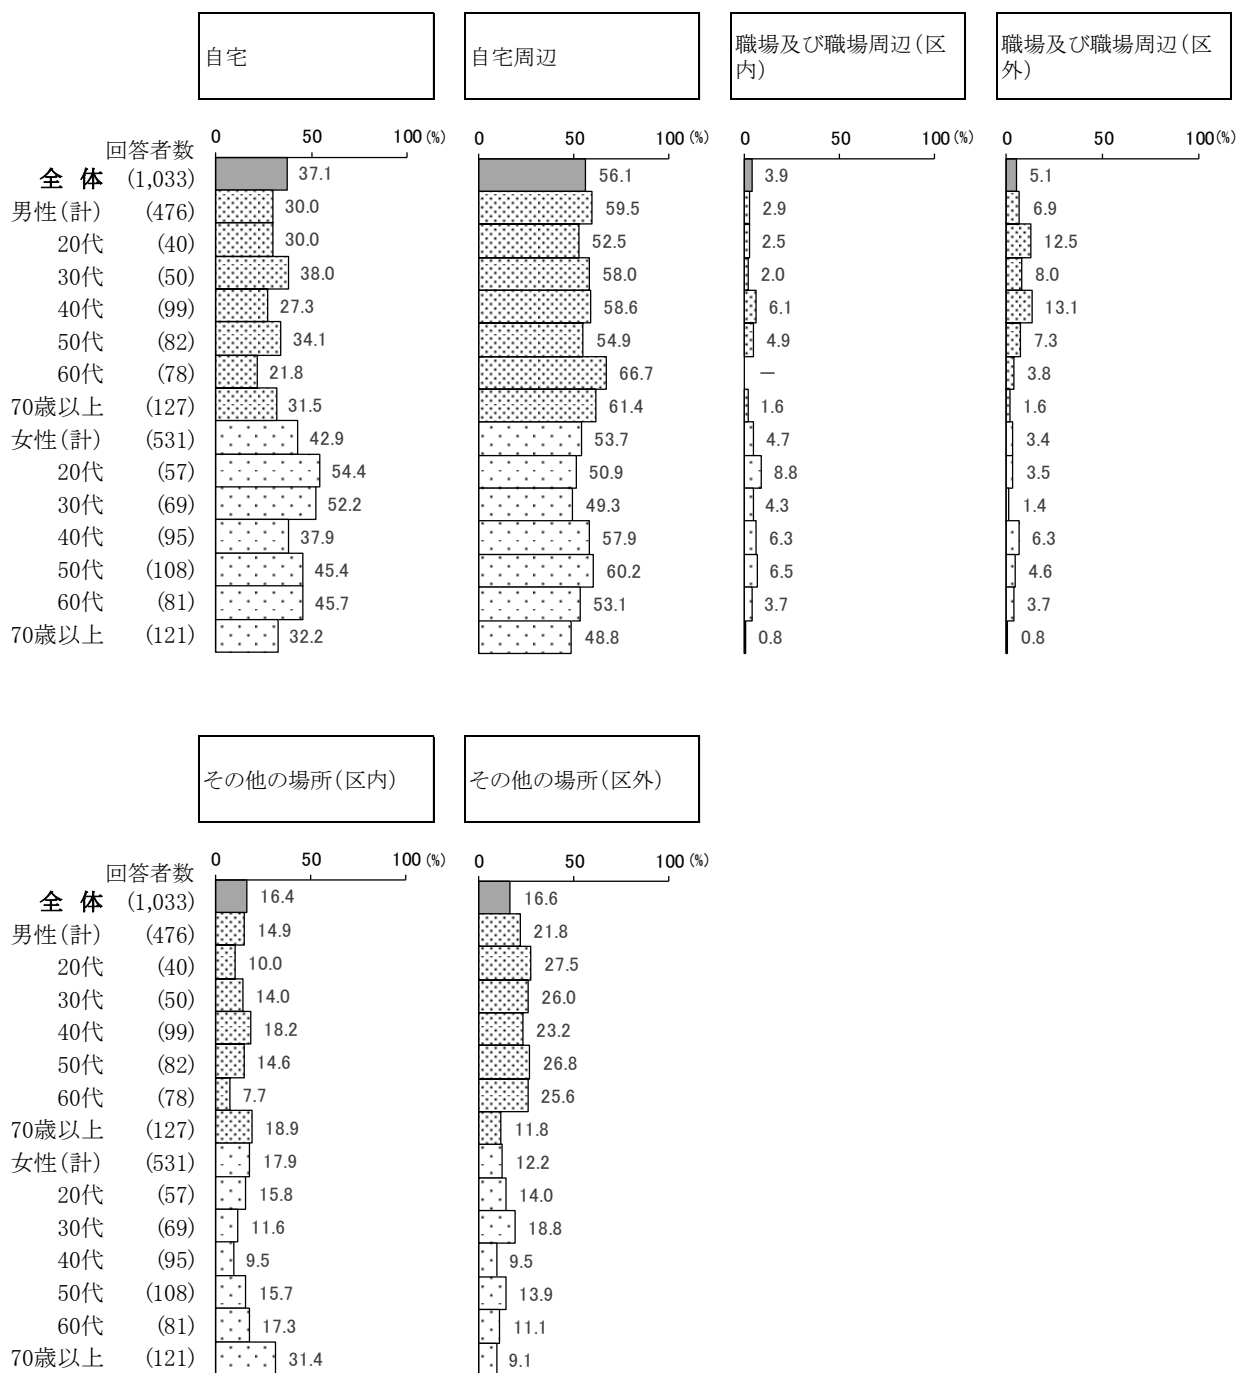 自宅
自宅周辺
職場及び職場周辺(区
内)
職場及び職場周辺(区
外)
0 50 100(%) 0 50 100(%) 0 50 100(%) 0 50 100(%)
回答者数
全 体 (1,033) 37.1 56.1 3.9 5.1
男性(計) (476) 30.0 59.5 2.9 6.9
20代 (40) 30.0 52.5 2.5 12.5
30代 (50) 38.0 58.0 2.0 8.0
40代 (99) 27.3 58.6 6.1 13.1
50代 (82) 34.1 54.9 4.9 7.3
60代 (78) 21.8 66.7 － 3.8
70歳以上 (127) 31.5 61.4 1.6 1.6
女性(計) (531) 42.9 53.7 4.7 3.4
20代 (57) 54.4 50.9 8.8 3.5
30代 (69) 52.2 49.3 4.3 1.4
40代 (95) 37.9 57.9 6.3 6.3
50代 (108) 45.4 60.2 6.5 4.6
60代 (81) 45.7 53.1 3.7 3.7
70歳以上 (121) 32.2 48.8 0.8 0.8
その他の場所(区内) その他の場所(区外)
0 50 100(%) 0 50 100(%)
回答者数
全 体 (1,033) 16.4 16.6
男性(計) (476) 14.9 21.8
20代 (40) 10.0 27.5
30代 (50) 14.0 26.0
40代 (99) 18.2 23.2
50代 (82) 14.6 26.8
60代 (78) 7.7 25.6
70歳以上 (127) 18.9 11.8
女性(計) (531) 17.9 12.2
20代 (57) 15.8 14.0
30代 (69) 11.6 18.8
40代 (95) 9.5 9.5
50代 (108) 15.7 13.9
60代 (81) 17.3 11.1
70歳以上 (121) 31.4 9.1